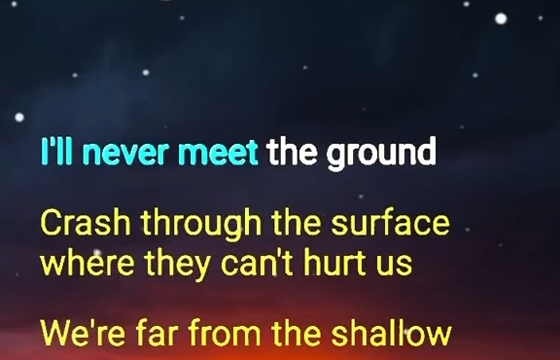 I'll never meet the ground
Crash through the surface
where they can't hurt us
We're far from the shallow